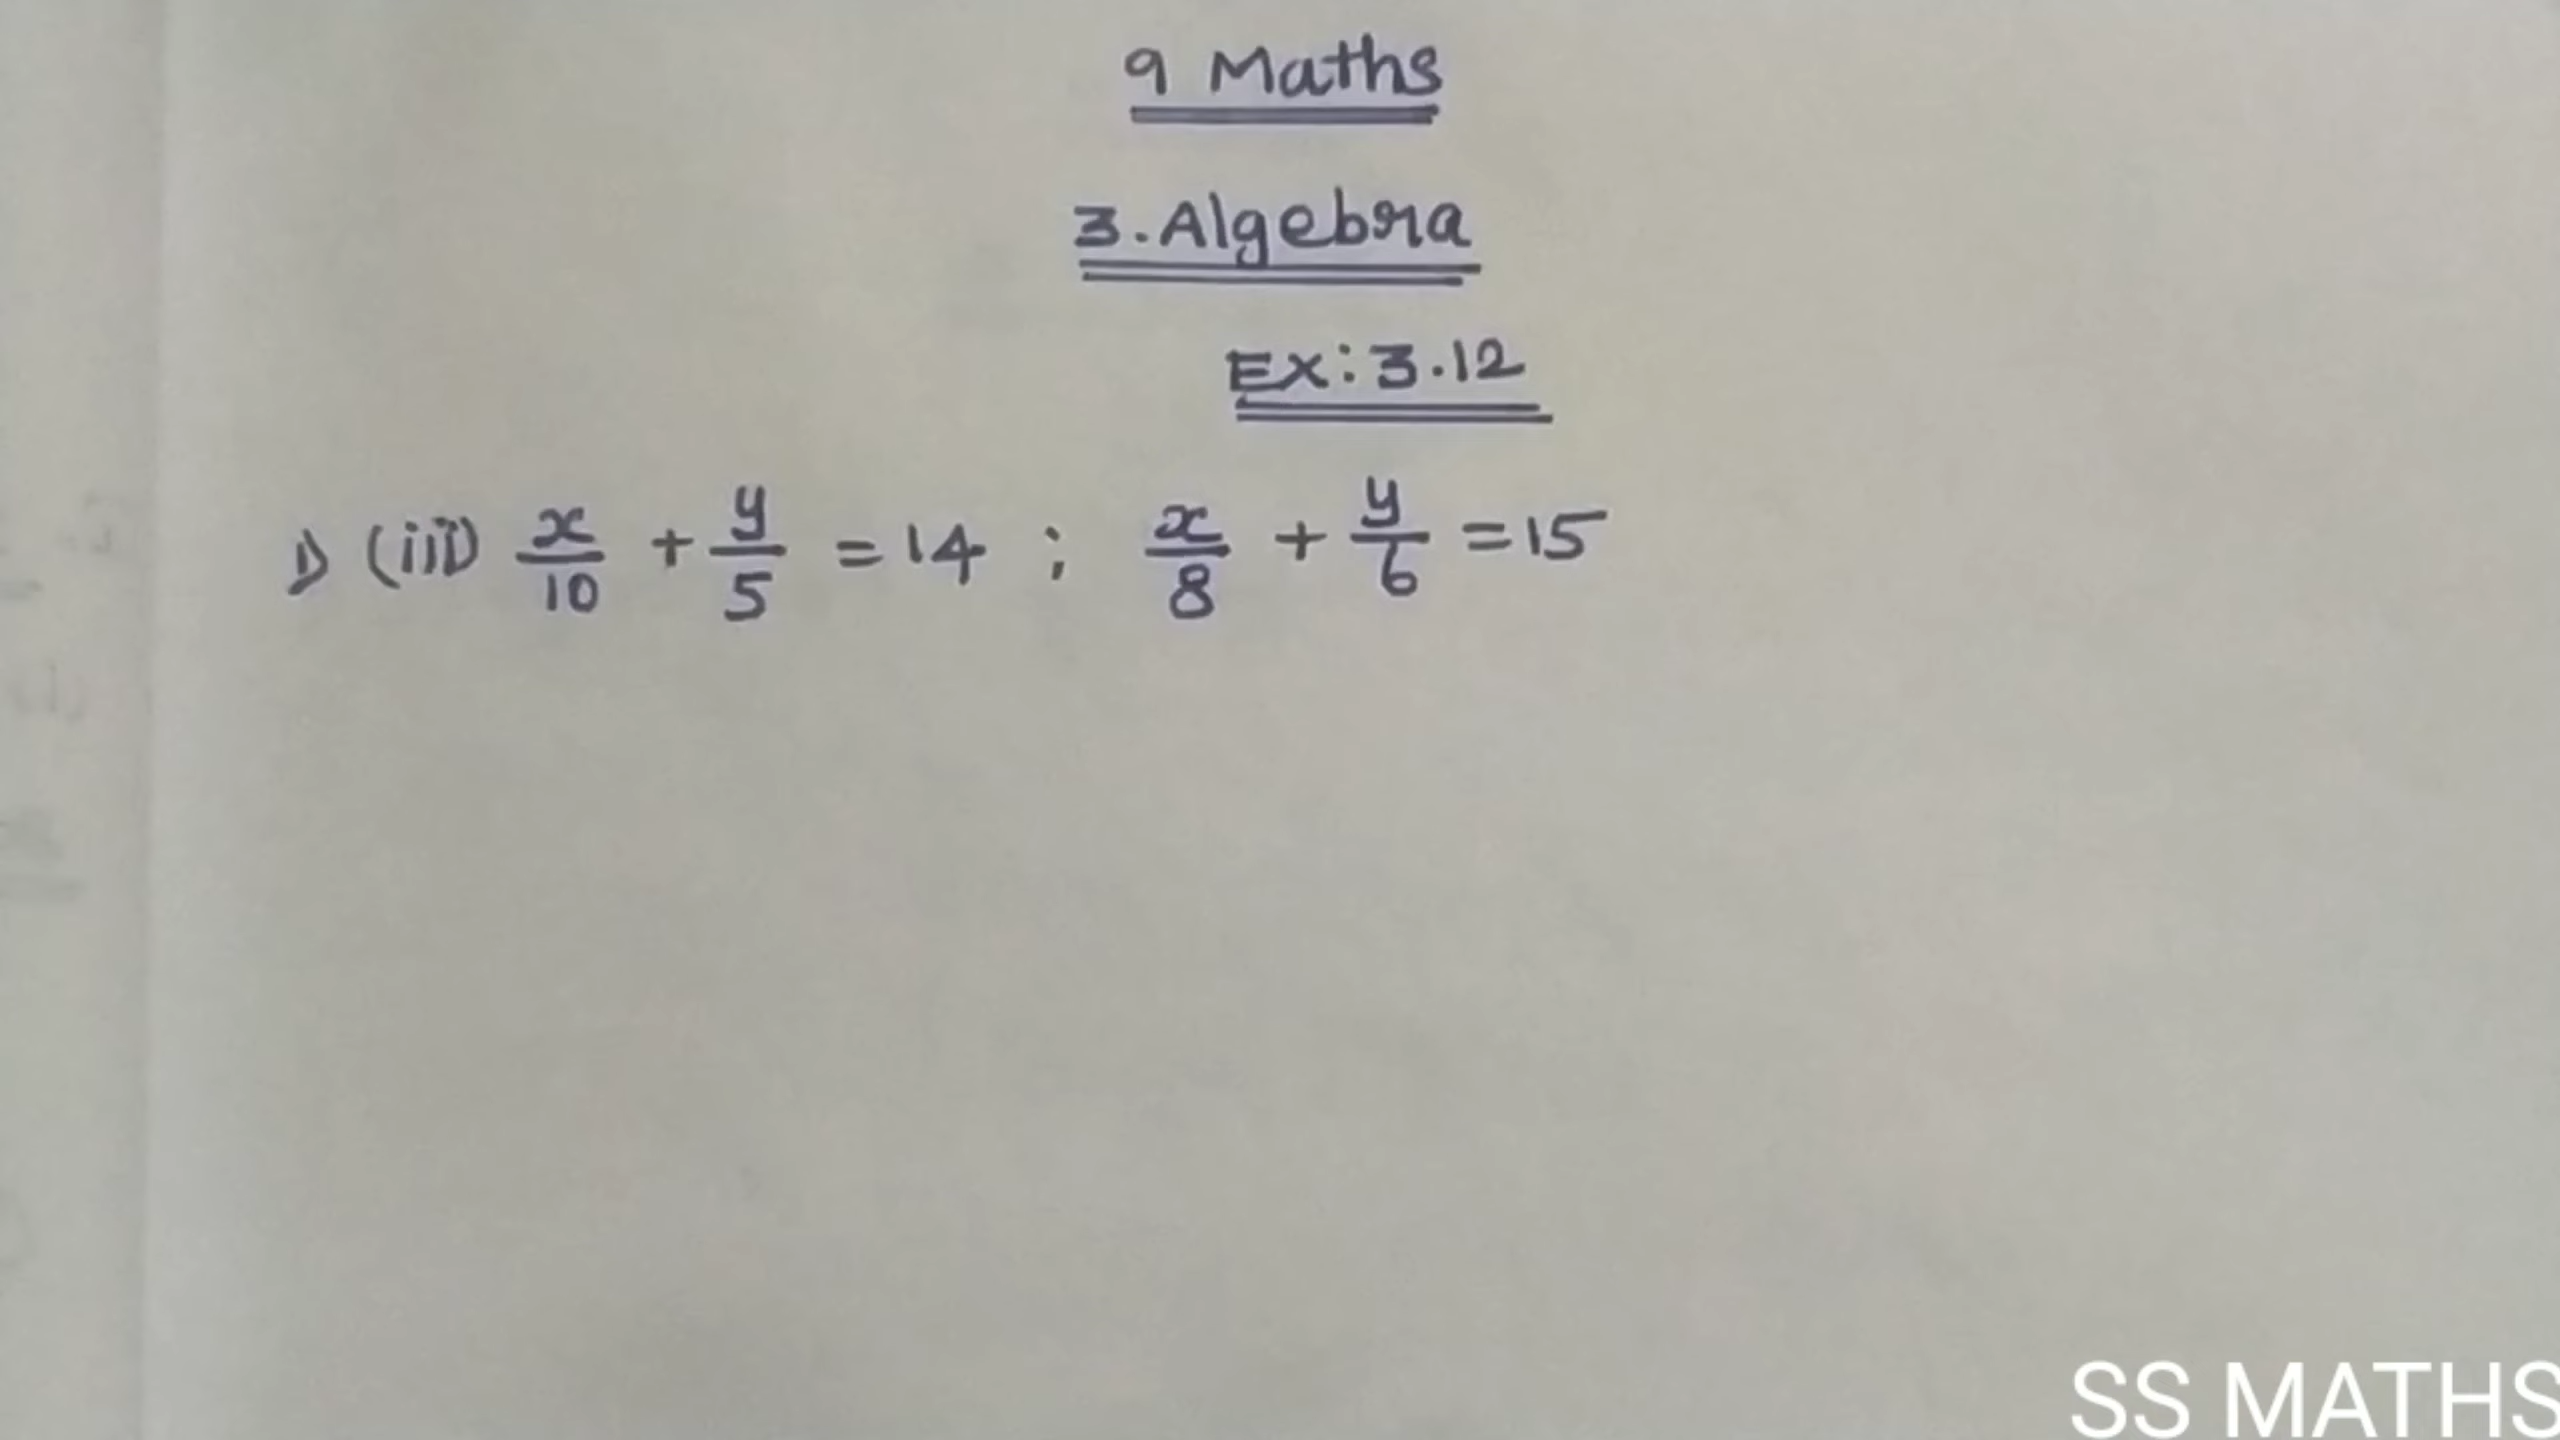 9 Maths
3. Algebra
Ex: 3.12
1) (iii) x/10 + y/5 = 14 ; x/8 + y/6 = 15
SS MATHS